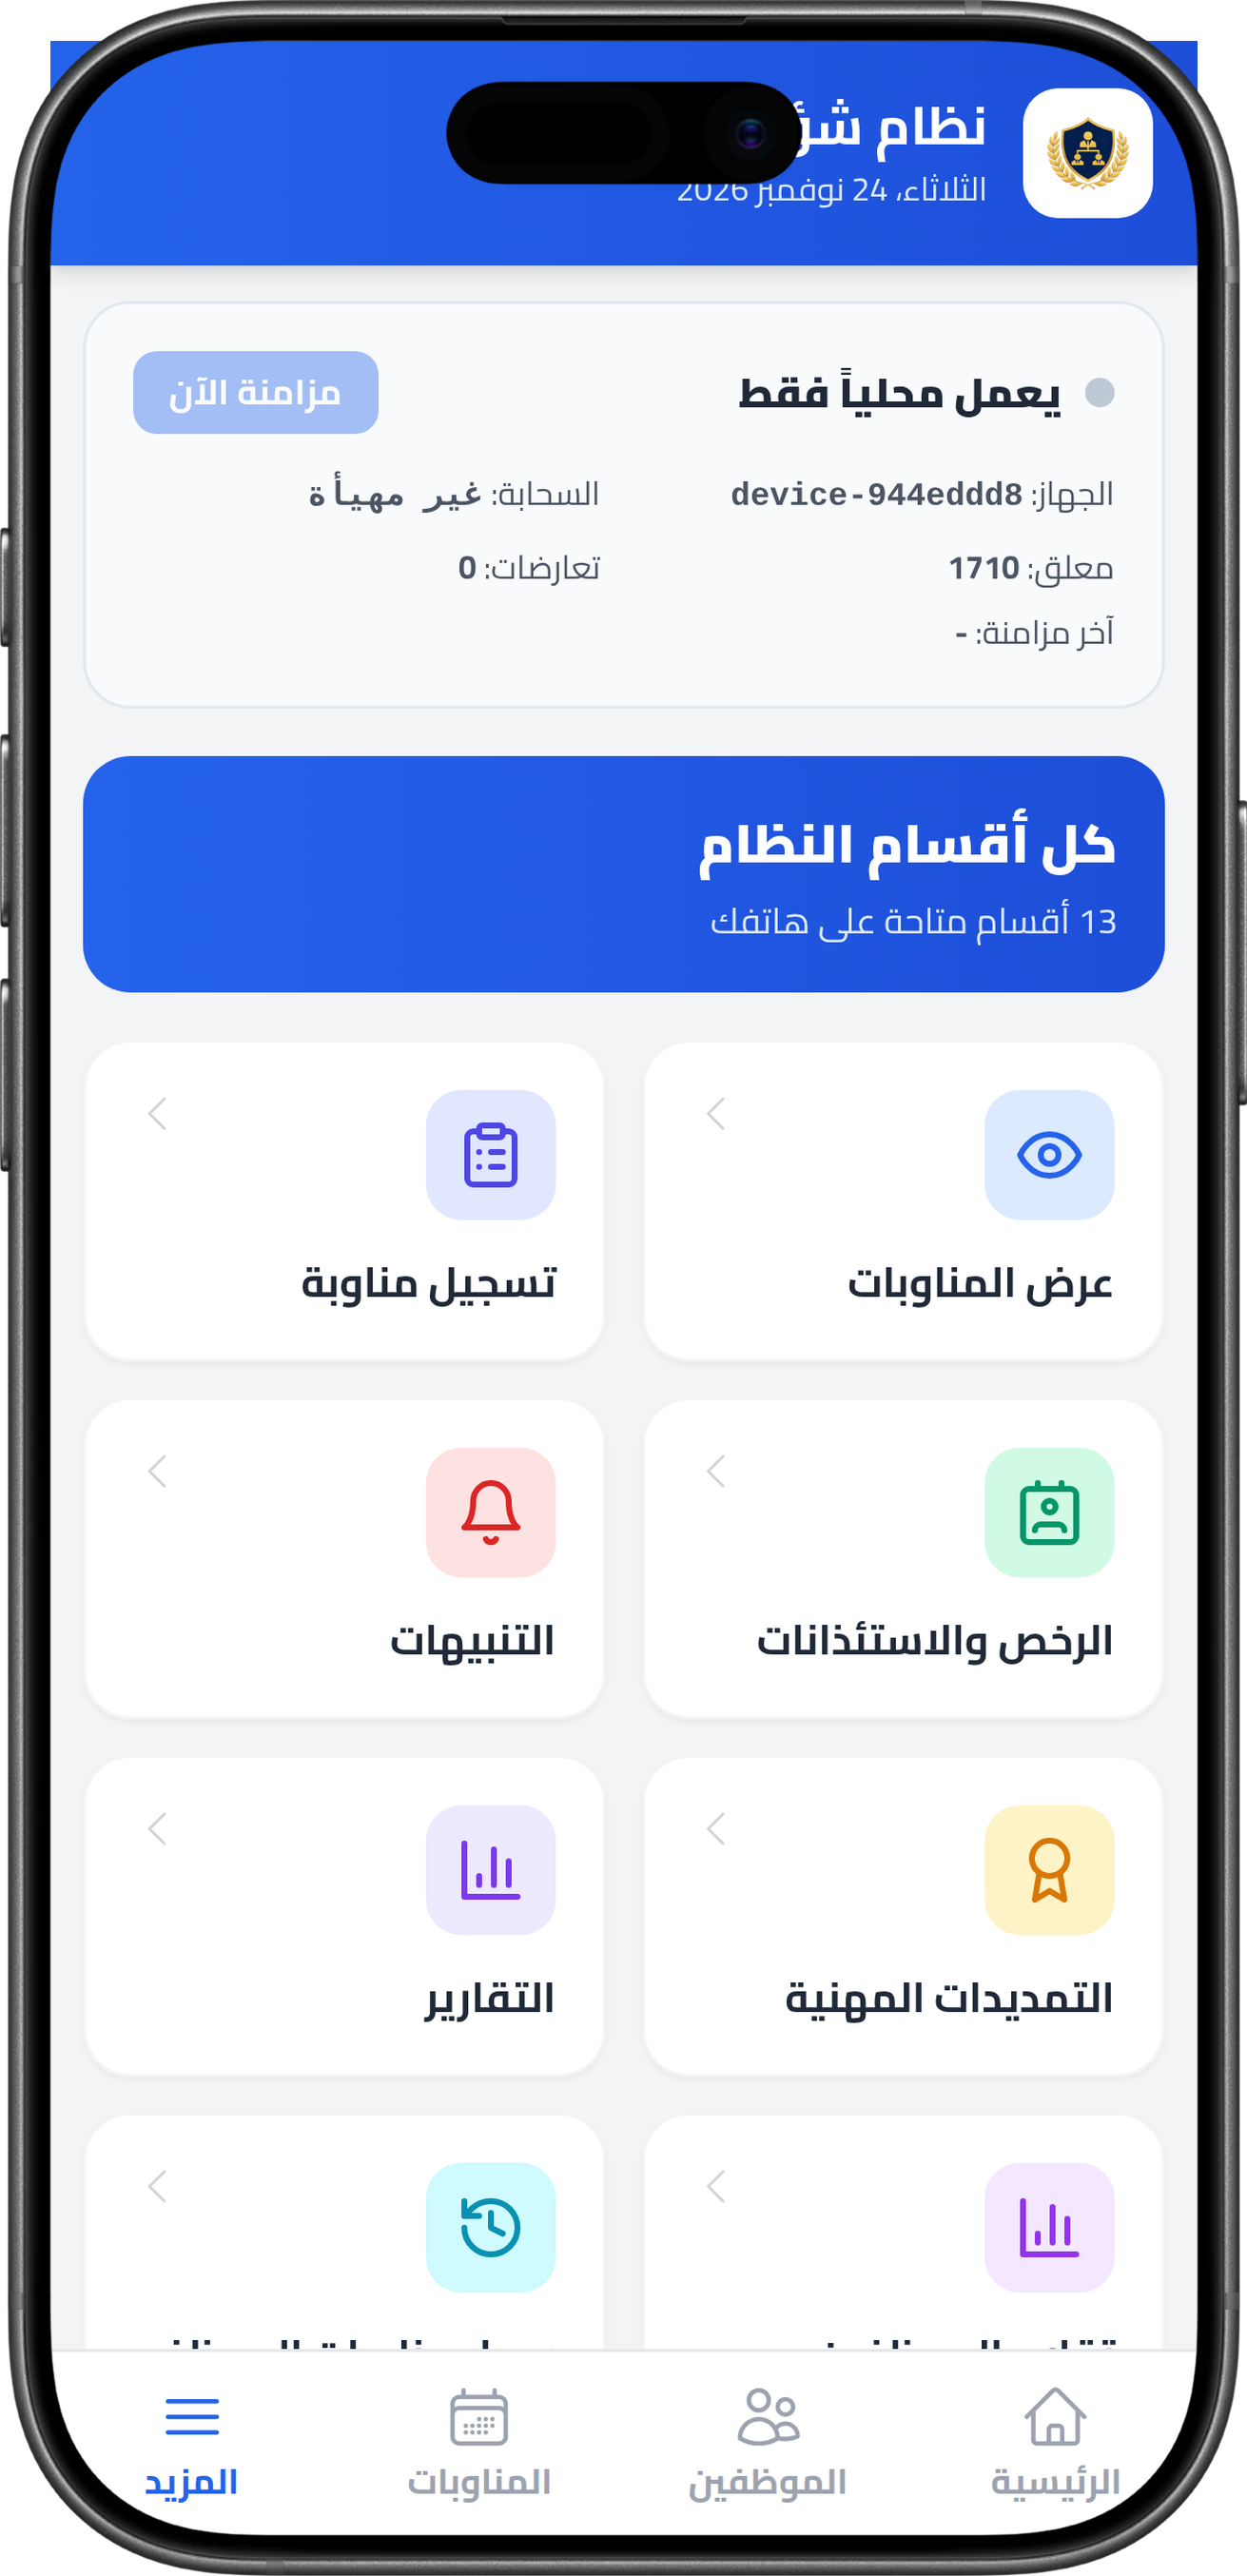 نظام
الثلاثاء، 24 نوفمبر 2026
يعمل محلياً فقط
مزامنة الآن
الجهاز: device-944eddd8
السحابة: غير مهيأة
معلق: 1710
تعارضات: 0
آخر مزامنة: -
كل أقسام النظام
13 أقسام متاحة على هاتفك
عرض المناوبات
تسجيل مناوبة
الرخص والاستئذانات
التنبيهات
التمديدات المهنية
التقارير
الرئيسية
الموظفين
المناوبات
المزيد